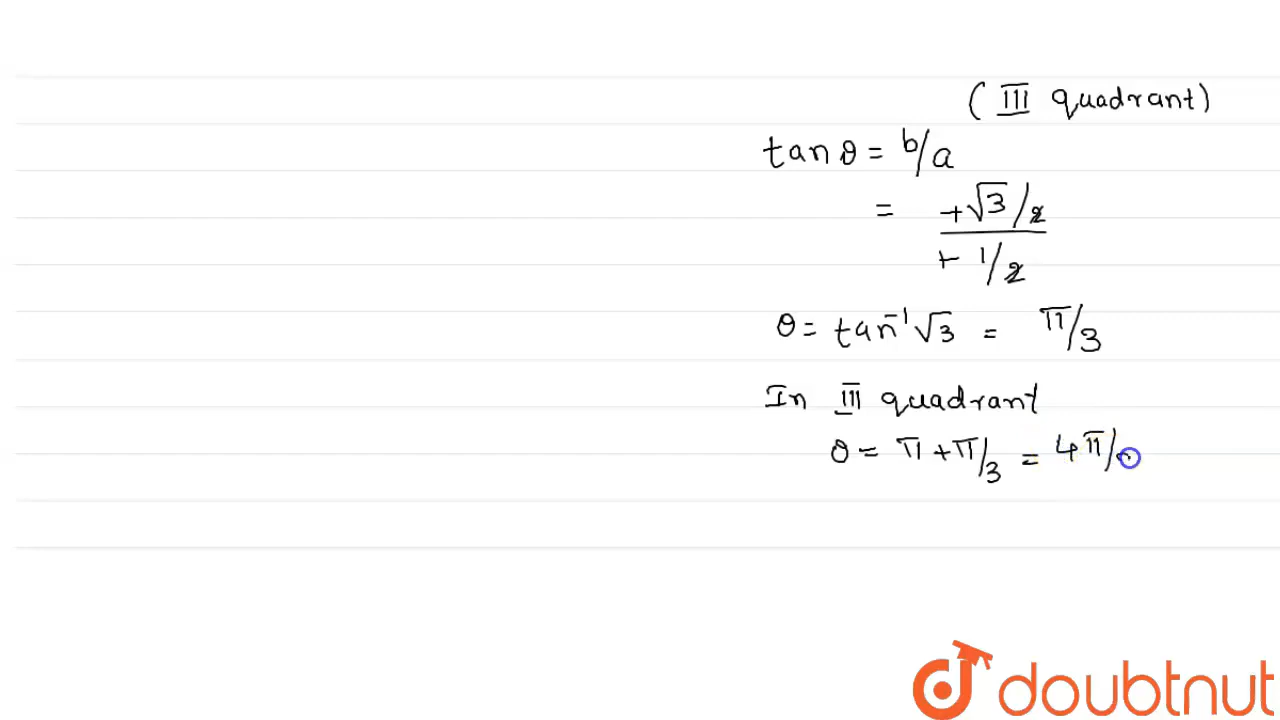 (III quadrant)
tan θ = b/a
= +√3/2
+ 1/2
θ = tan⁻¹ √3 = π/3
In III quadrant
θ = π + π/3 = 4π/
doubtnut